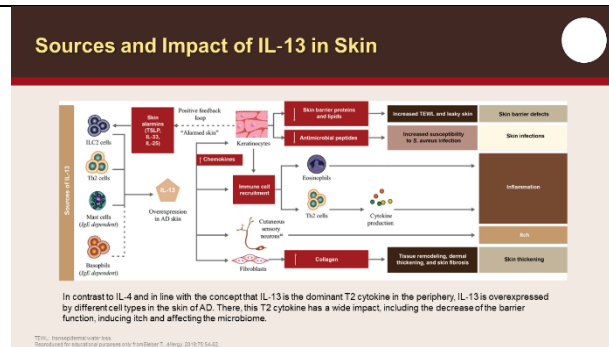 Sources and Impact of IL-13 in Skin
Sources of IL-13
ILC2 cells
Th2 cells
Mast cells
(IgE dependent)
Basophils
(IgE dependent)
Skin
alarmins
(TSLP,
IL-33,
IL-25)
Positive feedback
loop
"Alarmed skin"
IL-13
Overexpression
in AD skin
Keratinocytes
↑ Chemokines
Immune cell
recruitment
Cutaneous
sensory
Fibroblasts
↓ Skin barrier proteins
and lipids
↓ Antimicrobial peptides
Eosinophils
Th2 cells
Cytokine
production
Collagen
Increased TEWL and leaky skin
Increased susceptibility
to S. aureus infection
Tissue remodeling, dermal
thickening, and skin fibrosis
Skin barrier defects
Skin infections
Inflammation
Itch
Skin thickening
In contrast to IL-4 and in line with the concept that IL-13 is the dominant T2 cytokine in the periphery, IL-13 is overexpressed
by different cell types in the skin of AD. There, this T2 cytokine has a wide impact, including the decrease of the barrier
function, inducing itch and affecting the microbiome.
TEWL: transepidermal water loss.
Reproduced for educational purposes only from Bieber T. Allergy. 2019;75:54-62.